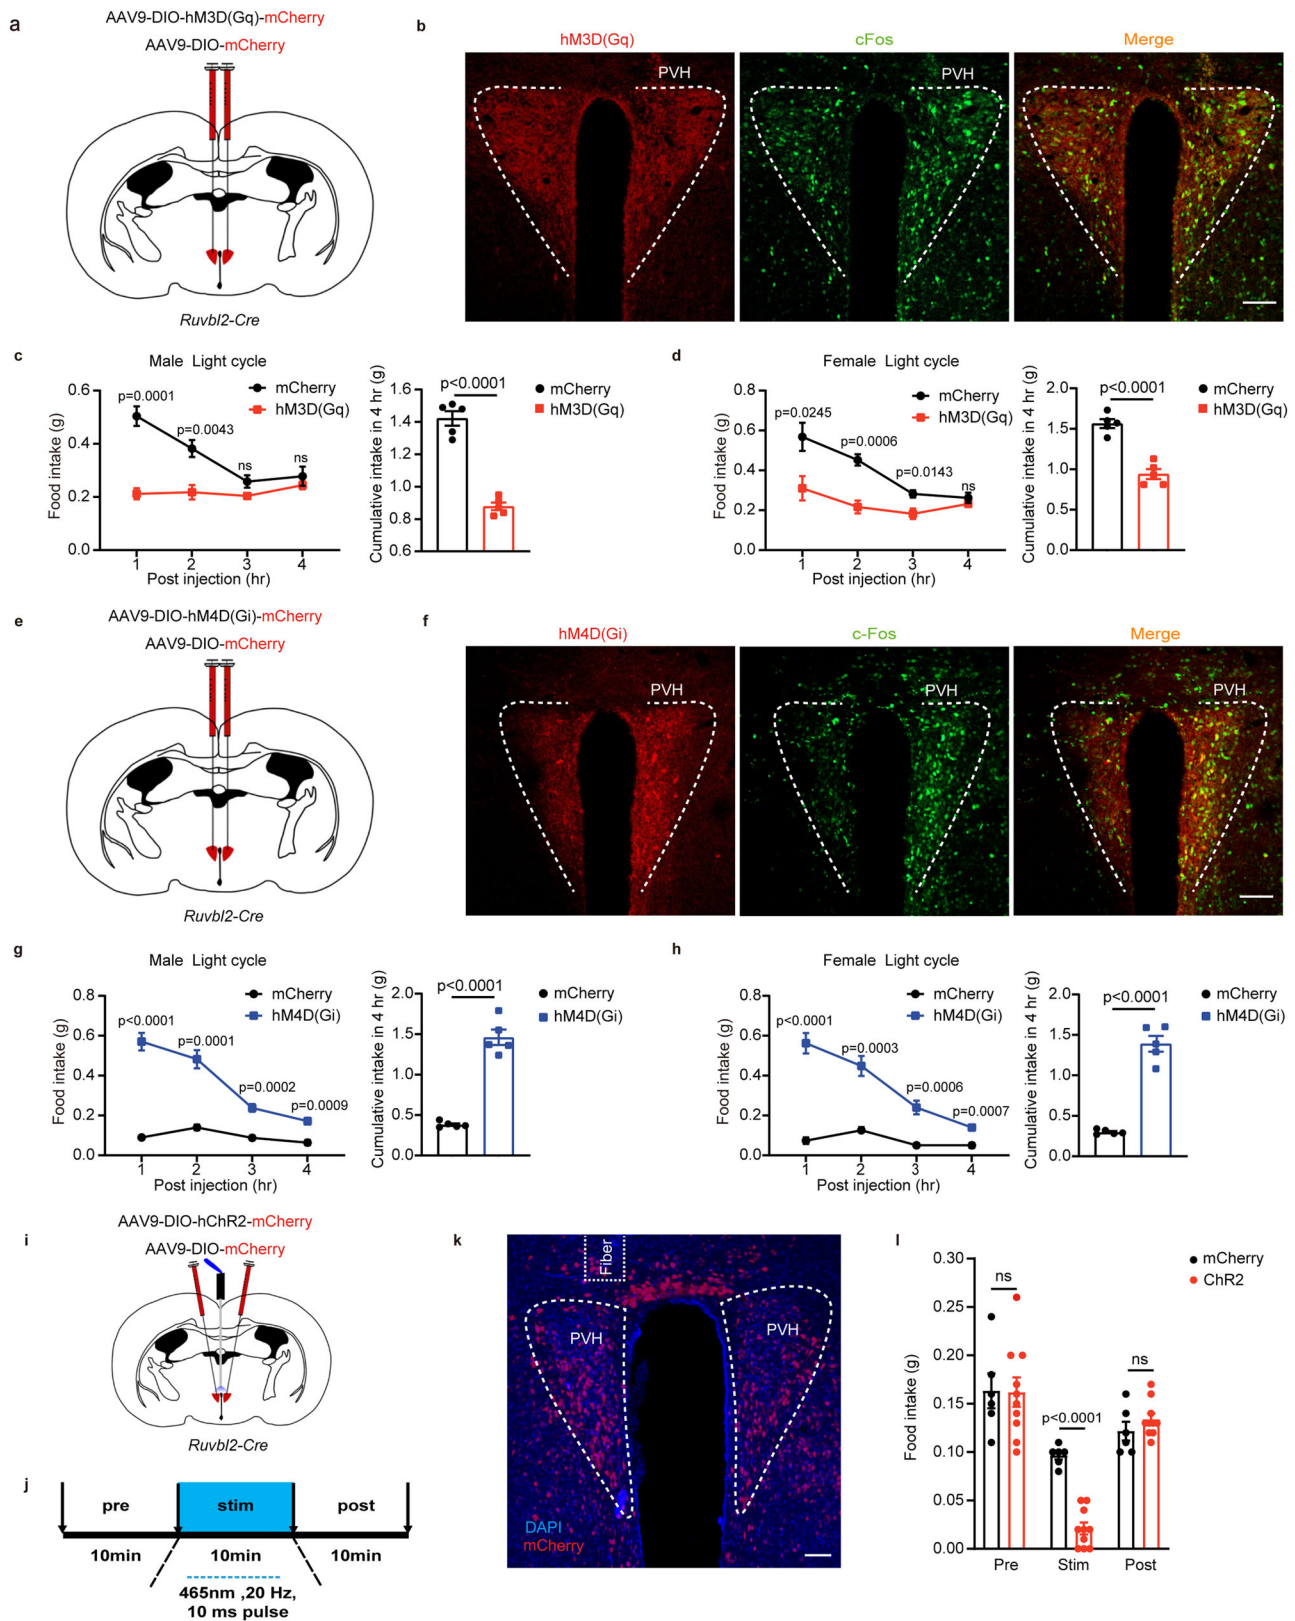 a
AAV9-DIO-hM3D(Gq)-mCherry
AAV9-DIO-mCherry
Ruvbl2-Cre
b
hM3D(Gq)
cFos
Merge
PVH
c
Male Light cycle
mCherry
hM3D(Gq)
Food intake (g)
0.6
0.4
0.2
0.0
p=0.0001
p=0.0043
ns
ns
1 2 3 4
Post injection (hr)
Cumulative intake in 4 hr (g)
1.6
1.4
1.2
1.0
0.8
0.6
p<0.0001
mCherry
hM3D(Gq)
d
Female Light cycle
mCherry
hM3D(Gq)
Food intake (g)
0.8
0.6
0.4
0.2
0.0
p=0.0245
p=0.0006
p=0.0143
ns
1 2 3 4
Post injection (hr)
Cumulative intake in 4 hr (g)
2.0
1.5
1.0
0.5
0.0
p<0.0001
mCherry
hM3D(Gq)
e
AAV9-DIO-hM4D(Gi)-mCherry
AAV9-DIO-mCherry
Ruvbl2-Cre
f
hM4D(Gi)
c-Fos
Merge
PVH
PVH
PVH
g
Male Light cycle
mCherry
hM4D(Gi)
Food intake (g)
0.8
0.6
0.4
0.2
0.0
p<0.0001
p=0.0001
p=0.0002
p=0.0009
1 2 3 4
Post injection (hr)
Cumulative intake in 4 hr (g)
2.0
1.5
1.0
0.5
0.0
p<0.0001
mCherry
hM4D(Gi)
h
Female Light cycle
mCherry
hM4D(Gi)
Food intake (g)
0.8
0.6
0.4
0.2
0.0
p<0.0001
p=0.0003
p=0.0006
p=0.0007
1 2 3 4
Post injection (hr)
Cumulative intake in 4 hr (g)
2.0
1.5
1.0
0.5
0.0
p<0.0001
mCherry
hM4D(Gi)
i
AAV9-DIO-hChR2-mCherry
AAV9-DIO-mCherry
Ruvbl2-Cre
j
pre stim post
10min 10min 10min
465nm ,20 Hz,
10 ms pulse
k
Fiber
PVH
PVH
DAPI
mCherry
l
mCherry
ChR2
Food intake (g)
0.30
0.25
0.20
0.15
0.10
0.05
0.00
ns
p<0.0001
ns
Pre Stim Post